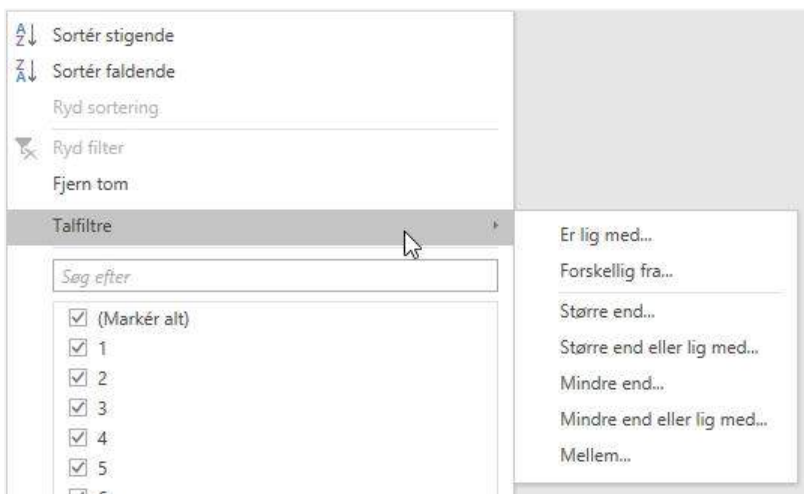 Sortér stigende
Sortér faldende
Ryd sortering
Ryd filter
Fjern tom
Talfiltre
Søg efter
(Markér alt)
1
2
3
4
5
Er lig med...
Forskellig fra...
Større end...
Større end eller lig med...
Mindre end...
Mindre end eller lig med...
Mellem...